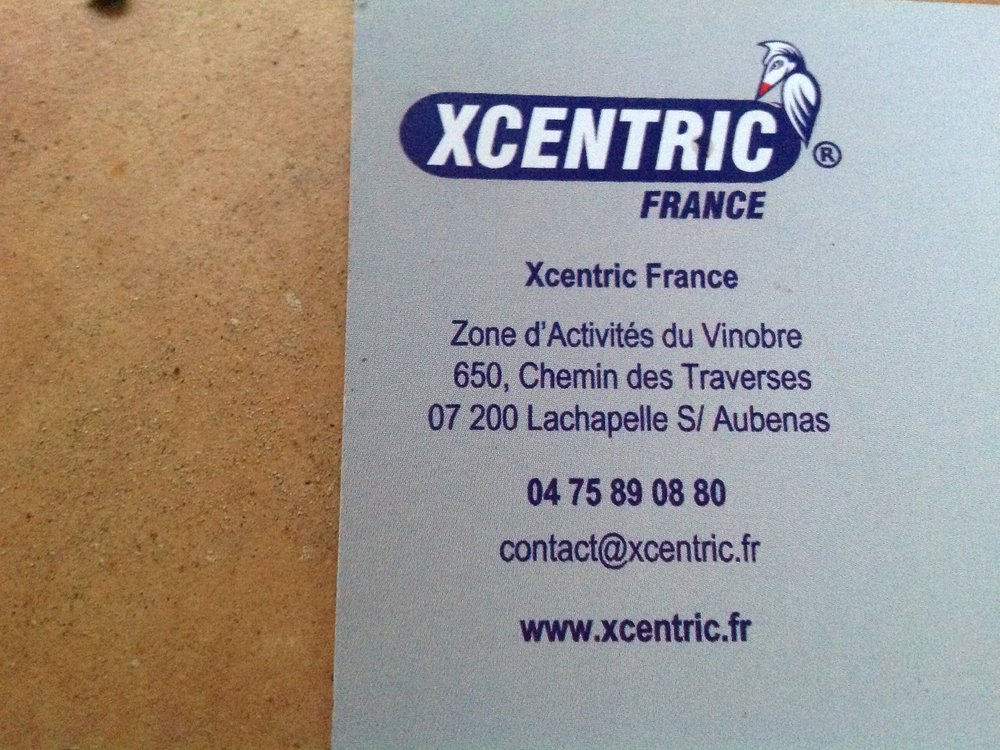 XCENTRIC ®
FRANCE
Xcentric France
Zone d'Activités du Vinobre
650, Chemin des Traverses
07 200 Lachapelle S/ Aubenas
04 75 89 08 80
contact@xcentric.fr
www.xcentric.fr